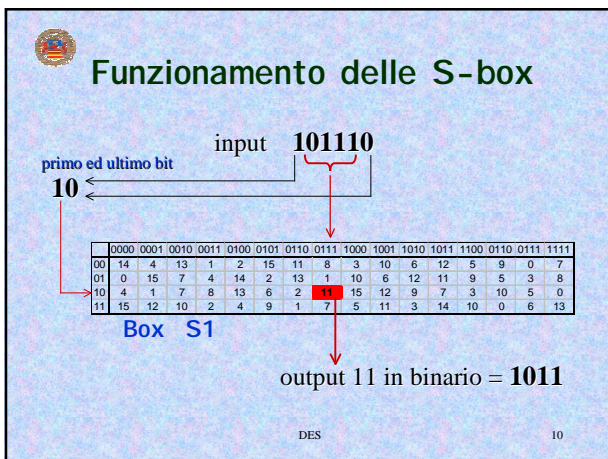 Funzionamento delle S-box
input 101110
primo ed ultimo bit
10
0000 0001 0010 0011 0100 0101 0110 0111 1000 1001 1010 1011 1100 0110 0111 1111
00 14 4 13 1 2 15 11 8 3 10 6 12 5 9 0 7
01 0 15 7 4 14 2 13 1 10 6 12 11 9 5 3 8
10 4 1 7 8 13 6 2 11 15 12 9 7 3 10 5 0
11 15 12 10 2 4 9 1 7 5 11 3 14 10 0 6 13
Box S1
output 11 in binario = 1011
DES 10